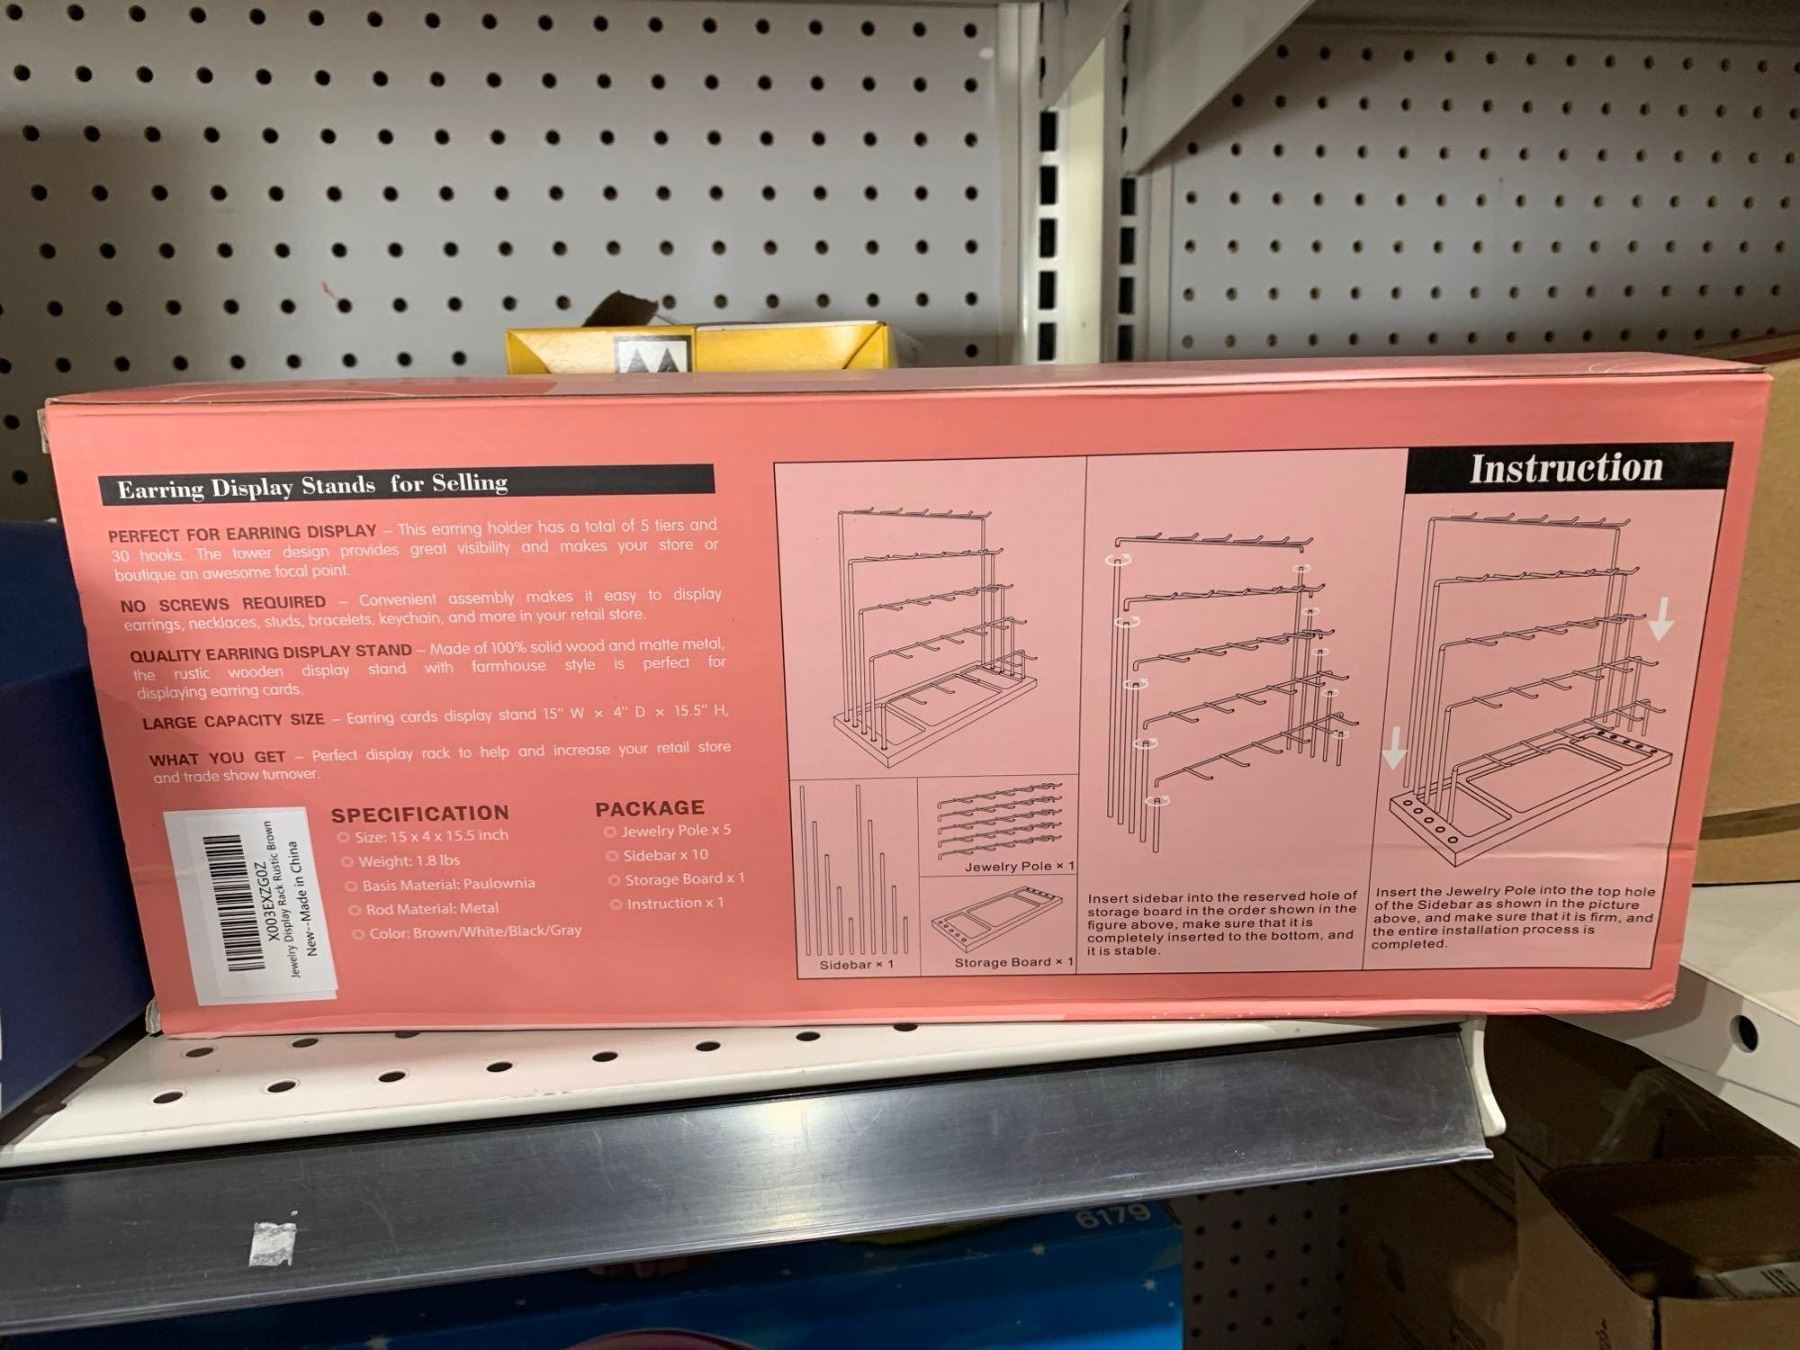 Earring Display Stands for Selling
PERFECT FOR EARRING DISPLAY – This earring holder has a total of 5 tiers and
30 hooks. The tower design provides great visibility and makes your store or
boutique an awesome focal point.
NO SCREWS REQUIRED – Convenient assembly makes it easy to display
earrings, necklaces, studs, bracelets, keychain, and more in your retail store.
QUALITY EARRING DISPLAY STAND – Made of 100% solid wood and matte metal,
the rustic wooden display stand with farmhouse style is perfect for
displaying earring cards.
LARGE CAPACITY SIZE – Earring cards display stand 15" W x 4" D x 15.5" H,
WHAT YOU GET – Perfect display rack to help and increase your retail store
and trade show turnover.
X003EXZG0Z
Jewelry Display Rack Rustic Brown
New--Made in China
SPECIFICATION
Size: 15 x 4 x 15.5 inch
Weight: 1.8 lbs
Basis Material: Paulownia
Rod Material: Metal
Color: Brown/White/Black/Gray
PACKAGE
Jewelry Pole x 5
Sidebar x 10
Storage Board x 1
Instruction x 1
Instruction
Sidebar × 1
Jewelry Pole × 1
Storage Board × 1
Insert sidebar into the reserved hole of
storage board in the order shown in the
figure above, make sure that it is
completely inserted to the bottom, and
it is stable.
Insert the Jewelry Pole into the top hole
of the Sidebar as shown in the picture
above, and make sure that it is firm, and
the entire installation process is
completed.
6179